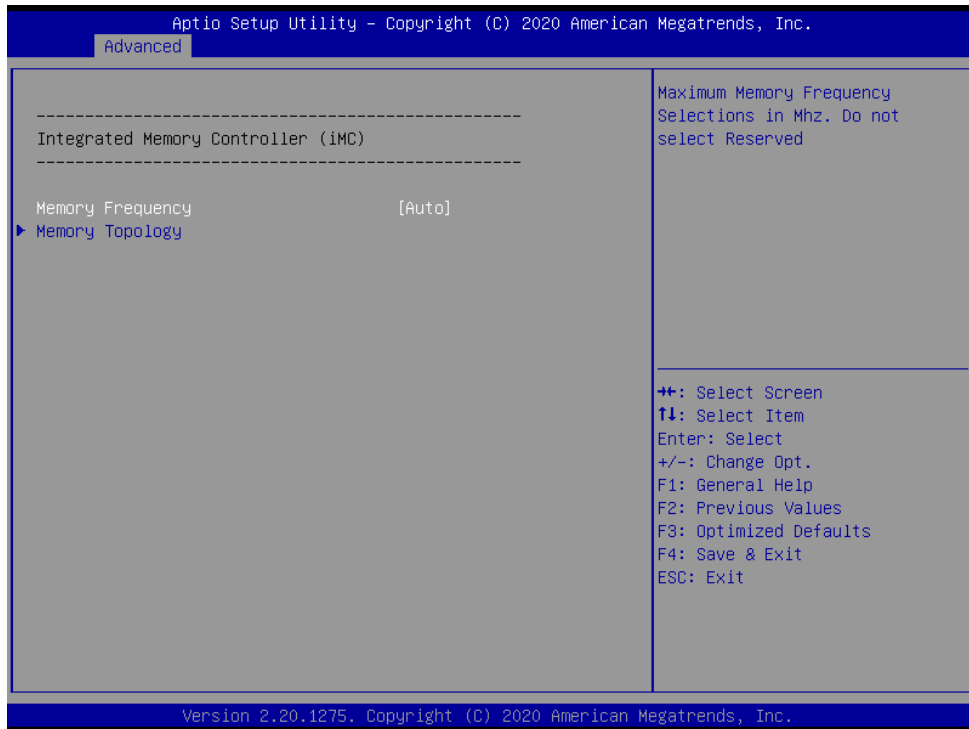 Aptio Setup Utility – Copyright (C) 2020 American Megatrends, Inc.
Advanced
--------------------------------------------------
Integrated Memory Controller (iMC)
--------------------------------------------------
Memory Frequency [Auto]
Memory Topology
Maximum Memory Frequency
Selections in Mhz. Do not
select Reserved
→←: Select Screen
↑↓: Select Item
Enter: Select
+/-: Change Opt.
F1: General Help
F2: Previous Values
F3: Optimized Defaults
F4: Save & Exit
ESC: Exit
Version 2.20.1275. Copyright (C) 2020 American Megatrends, Inc.